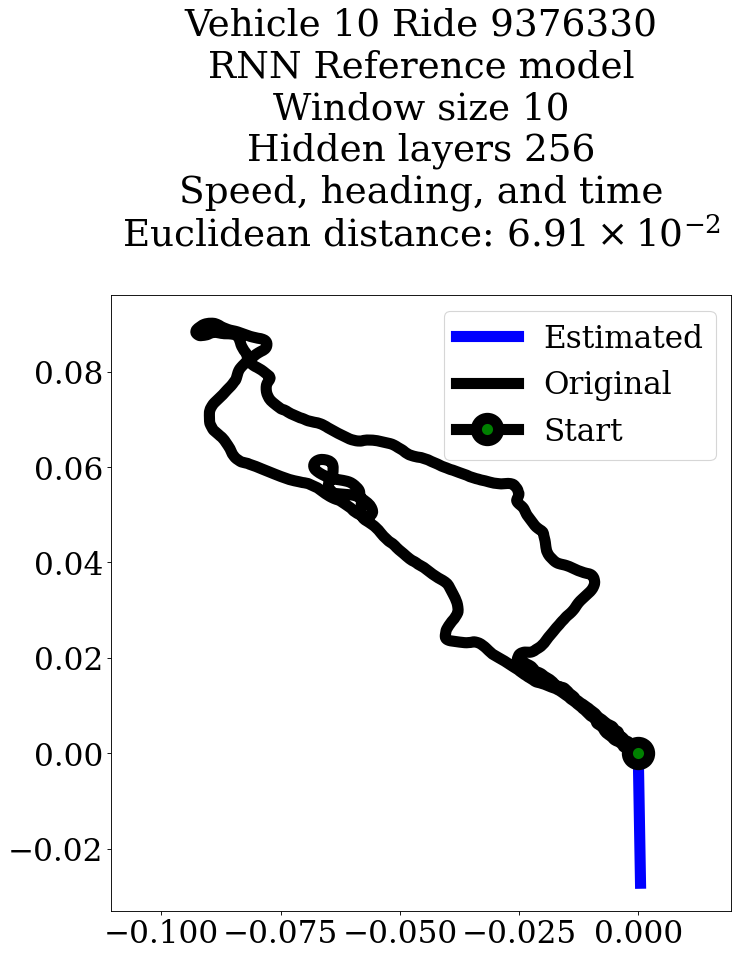 Vehicle 10 Ride 9376330
RNN Reference model
Window size 10
Hidden layers 256
Speed, heading, and time
Euclidean distance: 6.91 × 10⁻²
Estimated
Original
Start
0.08
0.06
0.04
0.02
0.00
−0.02
−0.100 −0.075 −0.050 −0.025 0.000